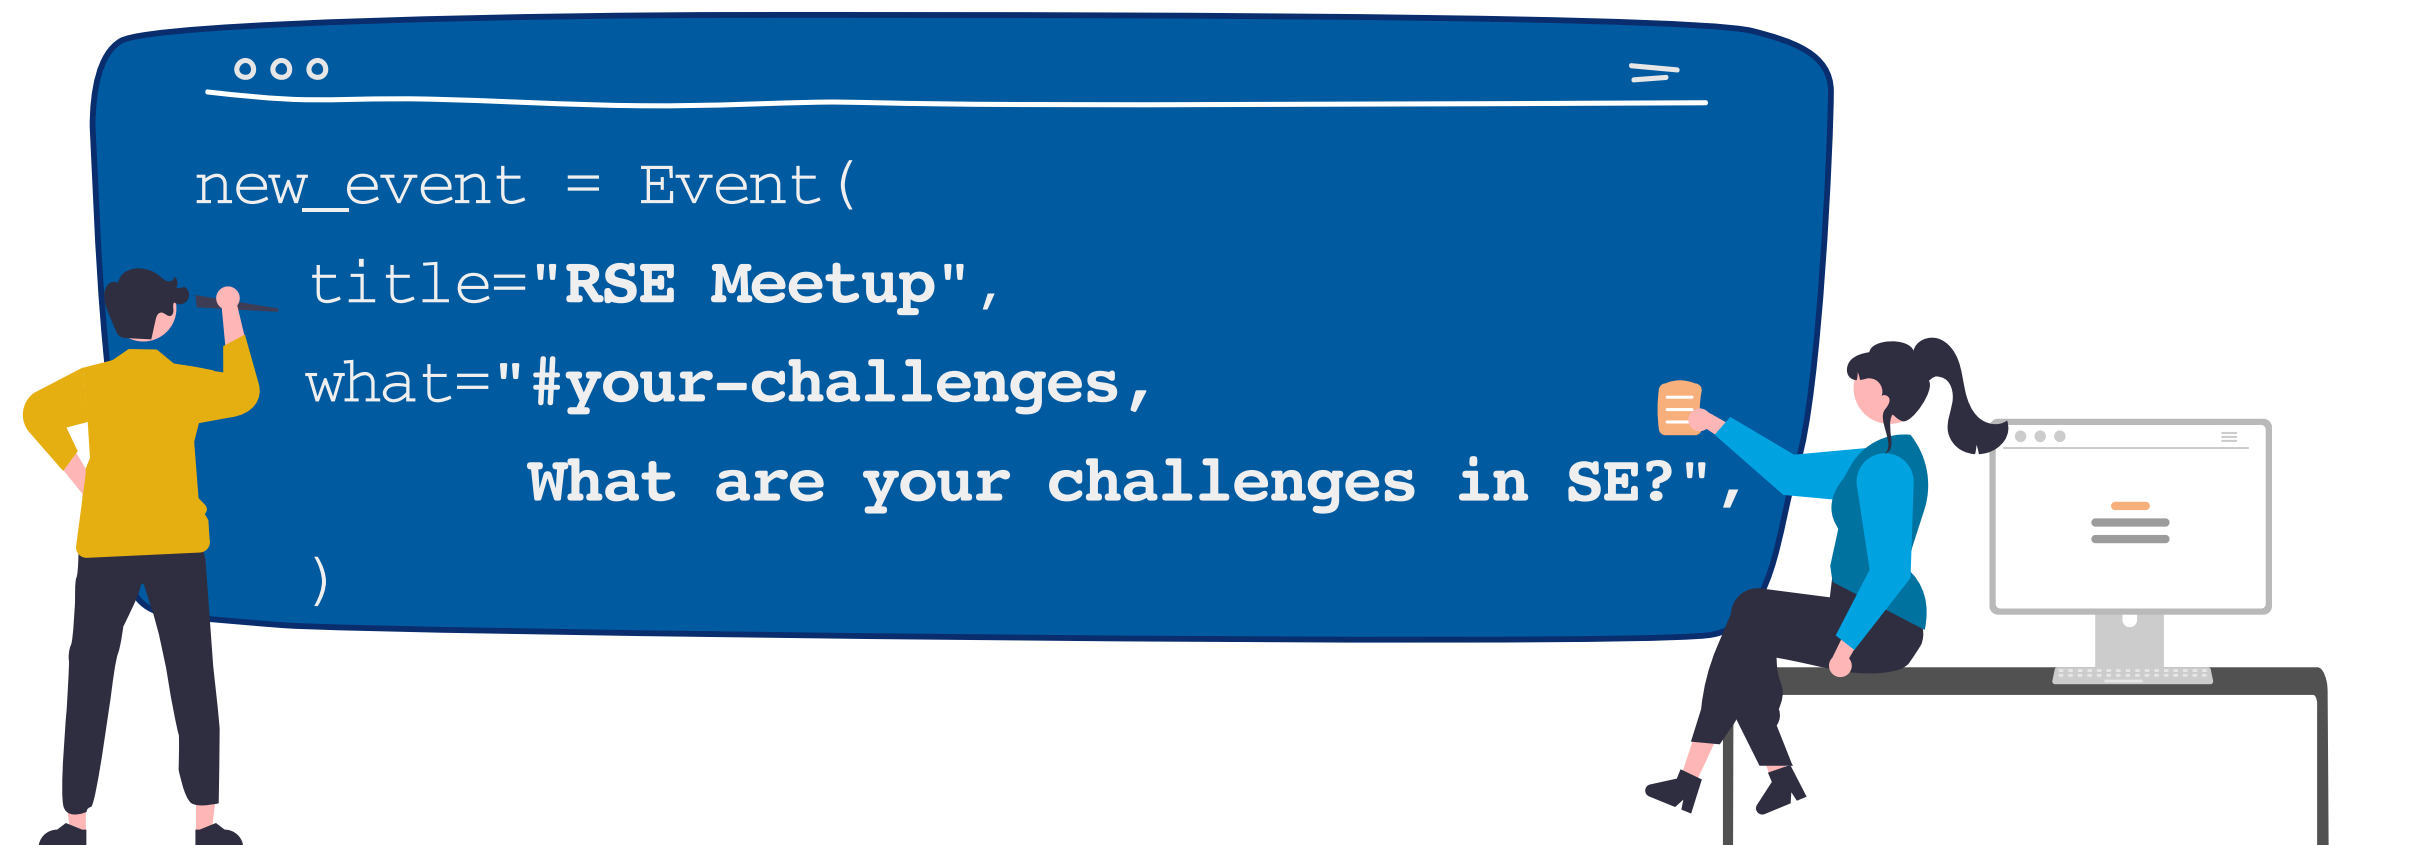 new_event = Event(
title="RSE Meetup",
what="#your-challenges,
What are your challenges in SE?",
)